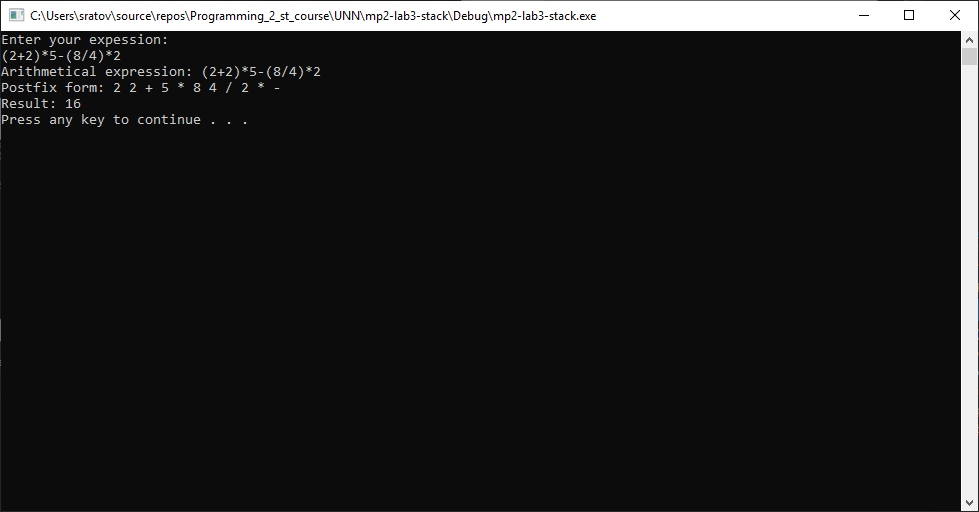 C:\Users\sratov\source\repos\Programming_2_st_course\UNN\mp2-lab3-stack\Debug\mp2-lab3-stack.exe
Enter your expession:
(2+2)*5-(8/4)*2
Arithmetical expression: (2+2)*5-(8/4)*2
Postfix form: 2 2 + 5 * 8 4 / 2 * -
Result: 16
Press any key to continue . . .